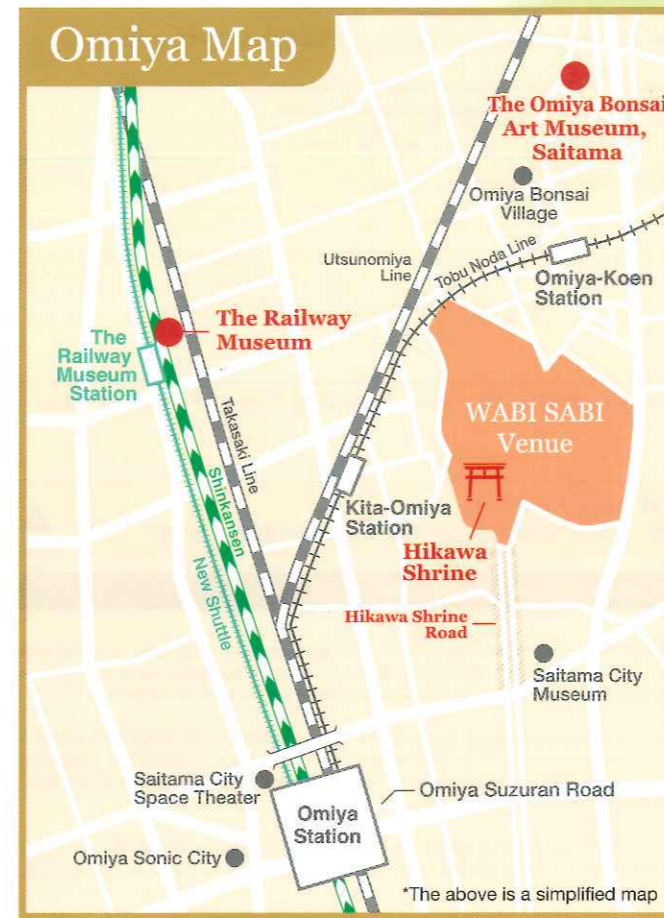 Omiya Map
The Omiya Bonsai
Art Museum,
Saitama
Omiya Bonsai
Village
Utsunomiya
Line
Tobu Noda Line
Omiya-Koen
Station
The Railway
Museum
The
Railway
Museum
Station
Takasaki Line
WABI SABI
Venue
Shinkansen
Kita-Omiya
Station
Hikawa
Shrine
New Shuttle
Hikawa Shrine
Road
Saitama City
Museum
Saitama City
Space Theater
Omiya Suzuran Road
Omiya
Station
Omiya Sonic City
*The above is a simplified map